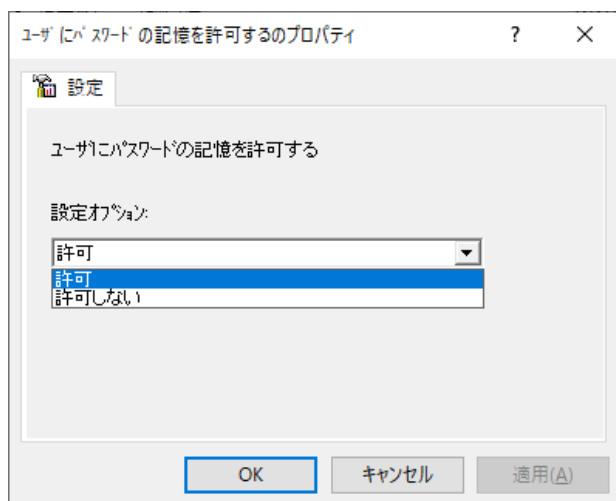 ﾕｰｻﾞにﾊﾟｽﾜｰﾄﾞの記憶を許可するのプロパティ
?
設定
ﾕｰｻﾞにﾊﾟｽﾜｰﾄﾞの記憶を許可する
設定ｵﾌﾟｼｮﾝ:
許可
許可
許可しない
OK
キャンセル
適用(A)